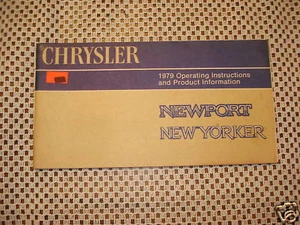 CHRYSLER
1979 Operating Instructions
and Product Information
NEWPORT
NEW YORKER